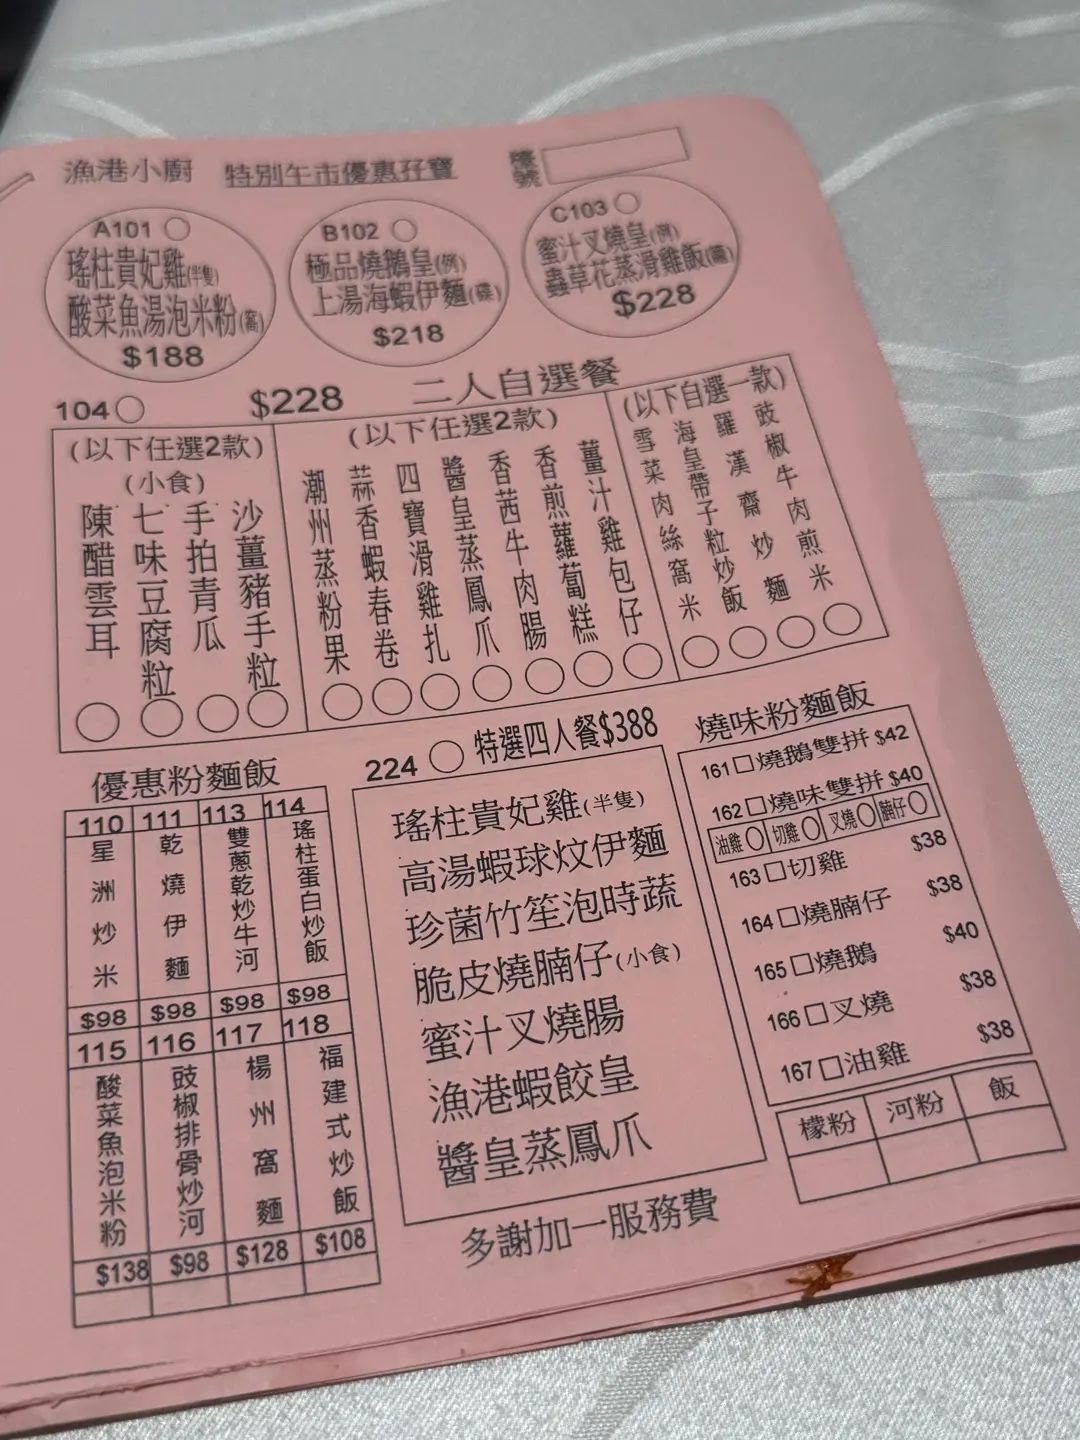 漁港小廚 特別午市優惠孖寶 檯號
A101
瑤柱貴妃雞(半隻)
酸菜魚湯泡米粉(窩)
$188
B102
極品燒鵝皇(例)
上湯海蝦伊麵(碟)
$218
C103
蜜汁叉燒皇(例)
蟲草花蒸滑雞飯(窩)
$228
104 $228 二人自選餐
(以下任選2款)
(小食)
陳醋雲耳
七味豆腐粒
手拍青瓜
沙薑豬手粒
(以下任選2款)
潮州蒸粉果
蒜香蝦春卷
四寶滑雞扎
醬皇蒸鳳爪
香茜牛肉腸
香煎蘿蔔糕
薑汁雞包仔
(以下自選一款)
雪菜肉絲窩米
海皇帶子粒炒飯
羅漢齋炒麵
豉椒牛肉煎米
優惠粉麵飯
110
星洲炒米
$98
111
乾燒伊麵
$98
113
雙蔥乾炒牛河
$98
114
瑤柱蛋白炒飯
$98
115
酸菜魚泡米粉
$138
116
豉椒排骨炒河
$98
117
楊州窩麵
$128
118
福建式炒飯
$108
224 特選四人餐$388
瑤柱貴妃雞(半隻)
高湯蝦球炆伊麵
珍菌竹笙泡時蔬
脆皮燒腩仔(小食)
蜜汁叉燒腸
漁港蝦餃皇
醬皇蒸鳳爪
燒味粉麵飯
161 燒鵝雙拼 $42
162 燒味雙拼 $40
油雞 切雞 叉燒 腩仔
163 切雞 $38
164 燒腩仔 $38
165 燒鵝 $40
166 叉燒 $38
167 油雞 $38
檬粉 河粉 飯
多謝加一服務費